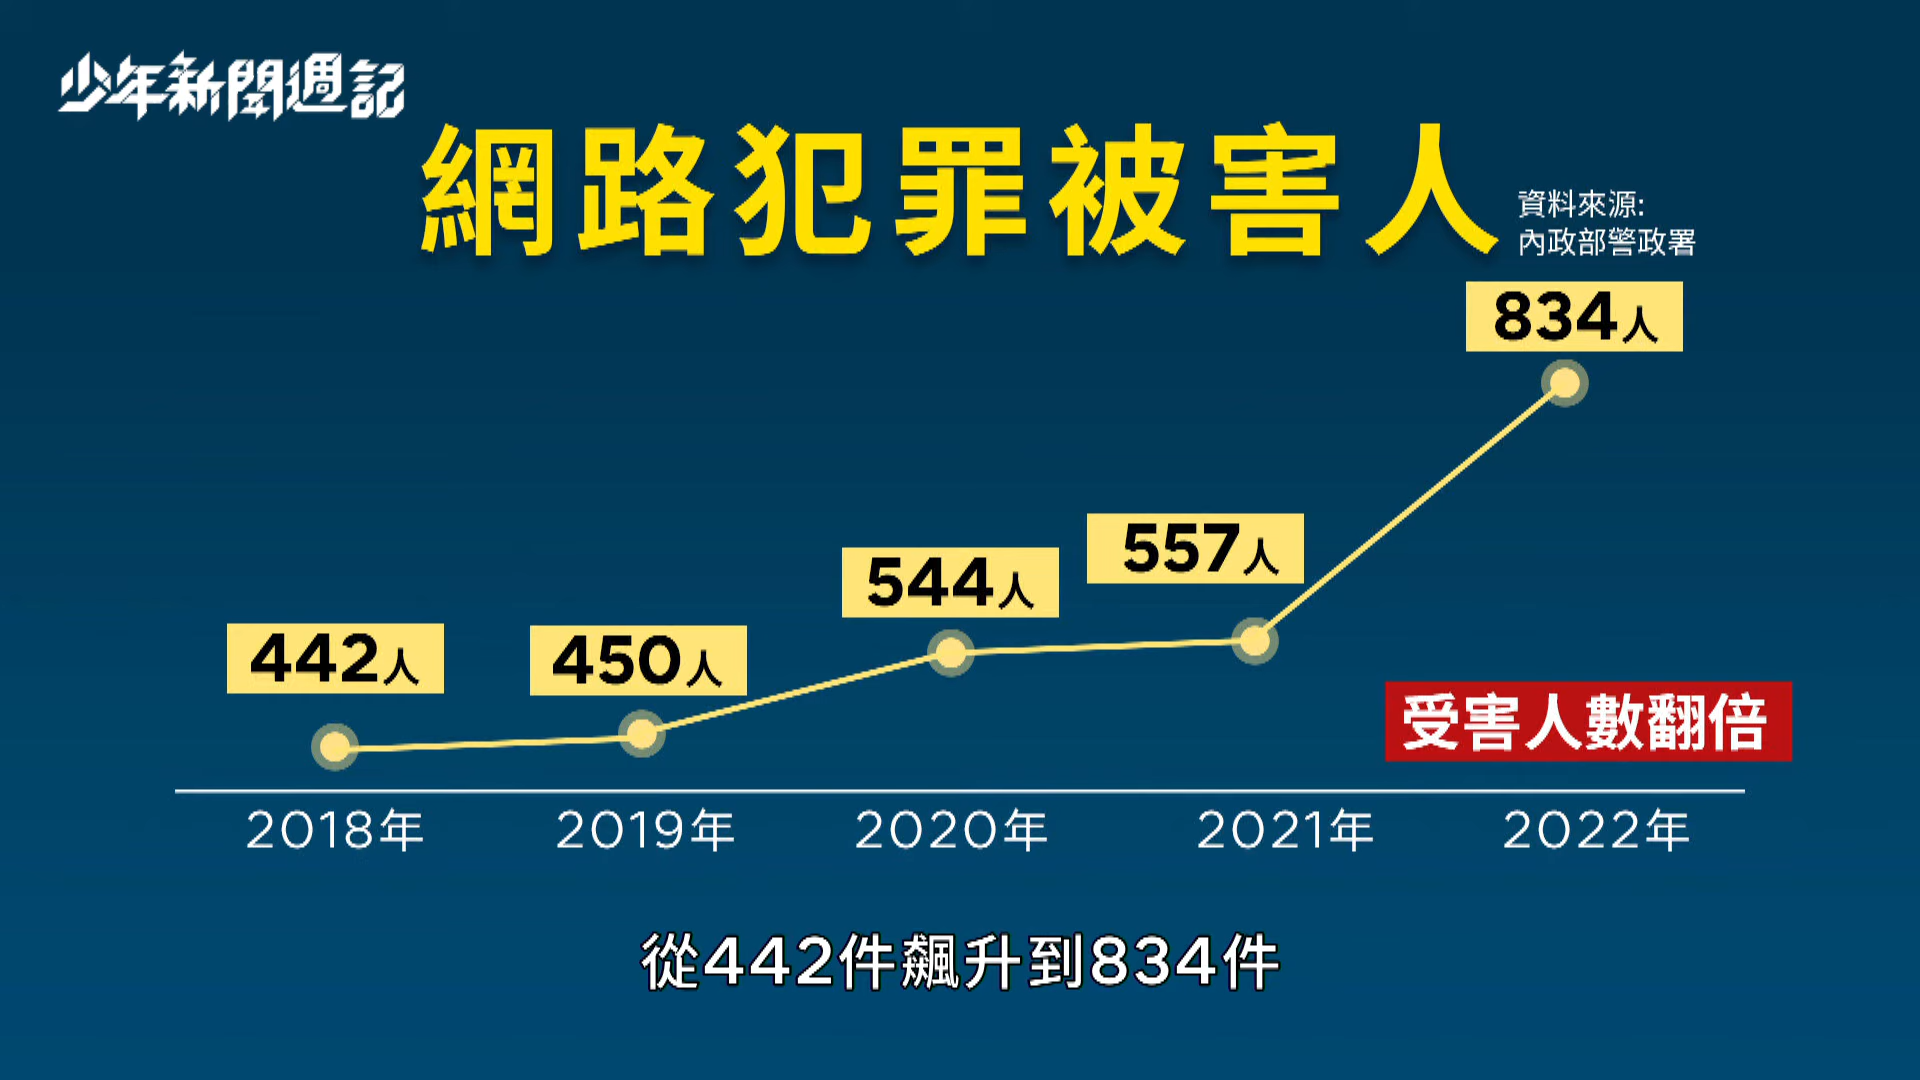 少年新聞週記
網路犯罪被害人
資料來源:
內政部警政署
834人
557人
544人
442人
450人
受害人數翻倍
2018年
2019年
2020年
2021年
2022年
從442件飆升到834件